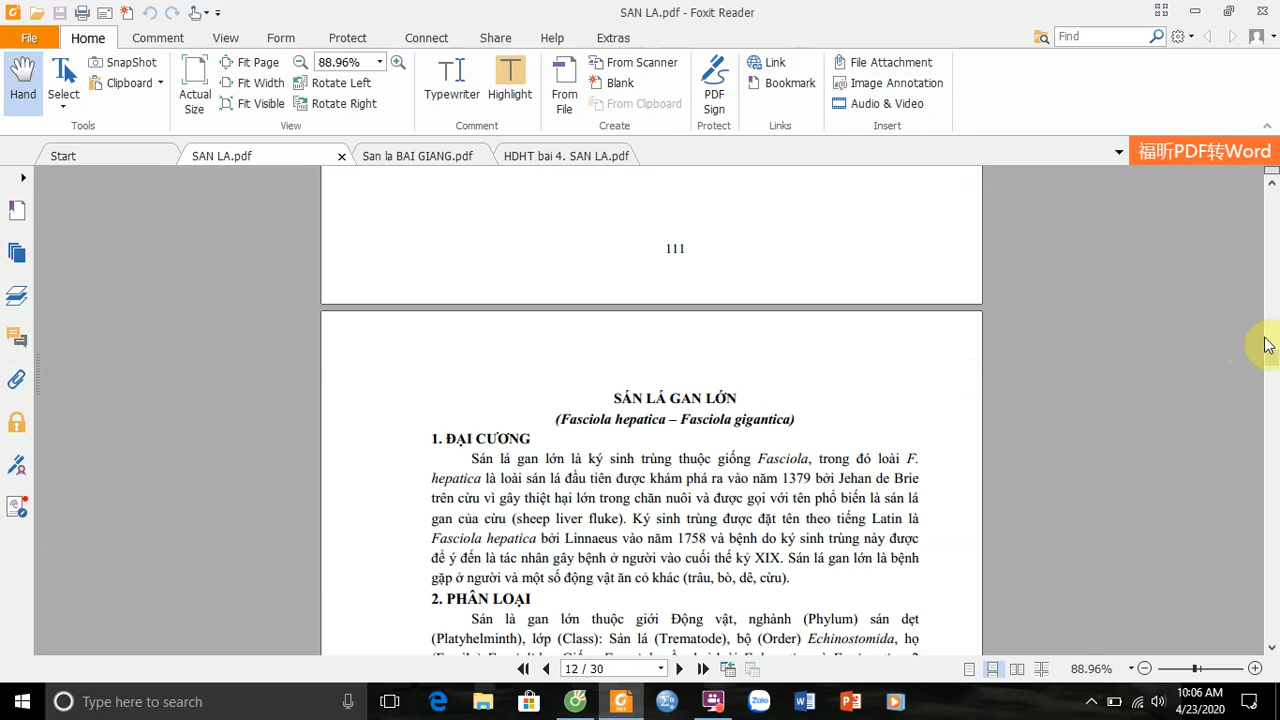 SAN LA.pdf - Foxit Reader
File
Home
Comment
View
Form
Protect
Connect
Share
Help
Extras
Find
Hand
Select
SnapShot
Clipboard
Actual
Size
Fit Page
Fit Width
Fit Visible
88.96%
Rotate Left
Rotate Right
Typewriter
Highlight
From
File
From Scanner
Blank
From Clipboard
PDF
Sign
Link
Bookmark
File Attachment
Image Annotation
Audio & Video
Tools
View
Comment
Create
Protect
Links
Insert
Start
SAN LA.pdf
San la BAI GIANG.pdf
HDHT bai 4. SAN LA.pdf
福昕PDF转Word
111
SÁN LÁ GAN LỚN
(Fasciola hepatica – Fasciola gigantica)
1. ĐẠI CƯƠNG
Sán lá gan lớn là ký sinh trùng thuộc giống Fasciola, trong đó loài F.
hepatica là loài sán lá đầu tiên được khám phá ra vào năm 1379 bởi Jehan de Brie
trên cừu vì gây thiệt hại lớn trong chăn nuôi và được gọi với tên phổ biến là sán lá
gan của cừu (sheep liver fluke). Ký sinh trùng được đặt tên theo tiếng Latin là
Fasciola hepatica bởi Linnaeus vào năm 1758 và bệnh do ký sinh trùng này được
để ý đến là tác nhân gây bệnh ở người vào cuối thế kỷ XIX. Sán lá gan lớn là bệnh
gặp ở người và một số động vật ăn cỏ khác (trâu, bò, dê, cừu).
2. PHÂN LOẠI
Sán là gan lớn thuộc giới Động vật, nghành (Phylum) sán dẹt
(Platyhelminth), lớp (Class): Sán lá (Trematode), bộ (Order) Echinostomida, họ
12 / 30
88.96%
Type here to search
10:06 AM
4/23/2020